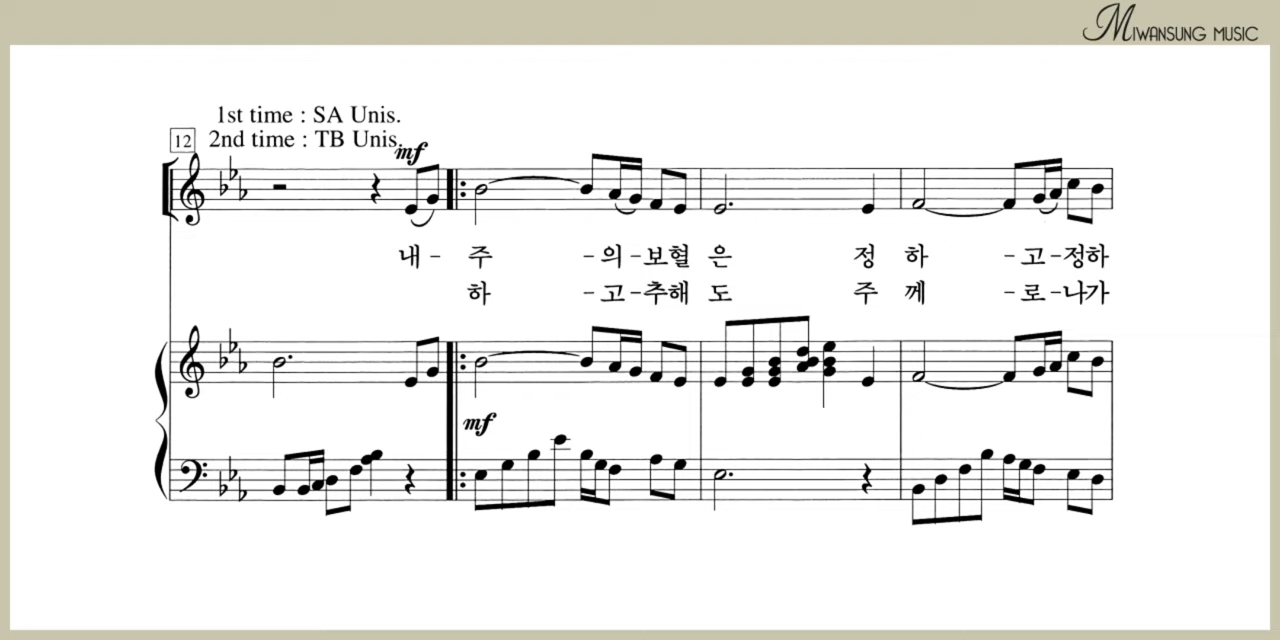 MIWANSUNG MUSIC
1st time : SA Unis.
12 2nd time : TB Unis.
mf
내 - 주 - 의 - 보혈 은 정 하 - 고 - 정하
하 - 고 - 추해 도 주 께 - 로 - 나가
mf